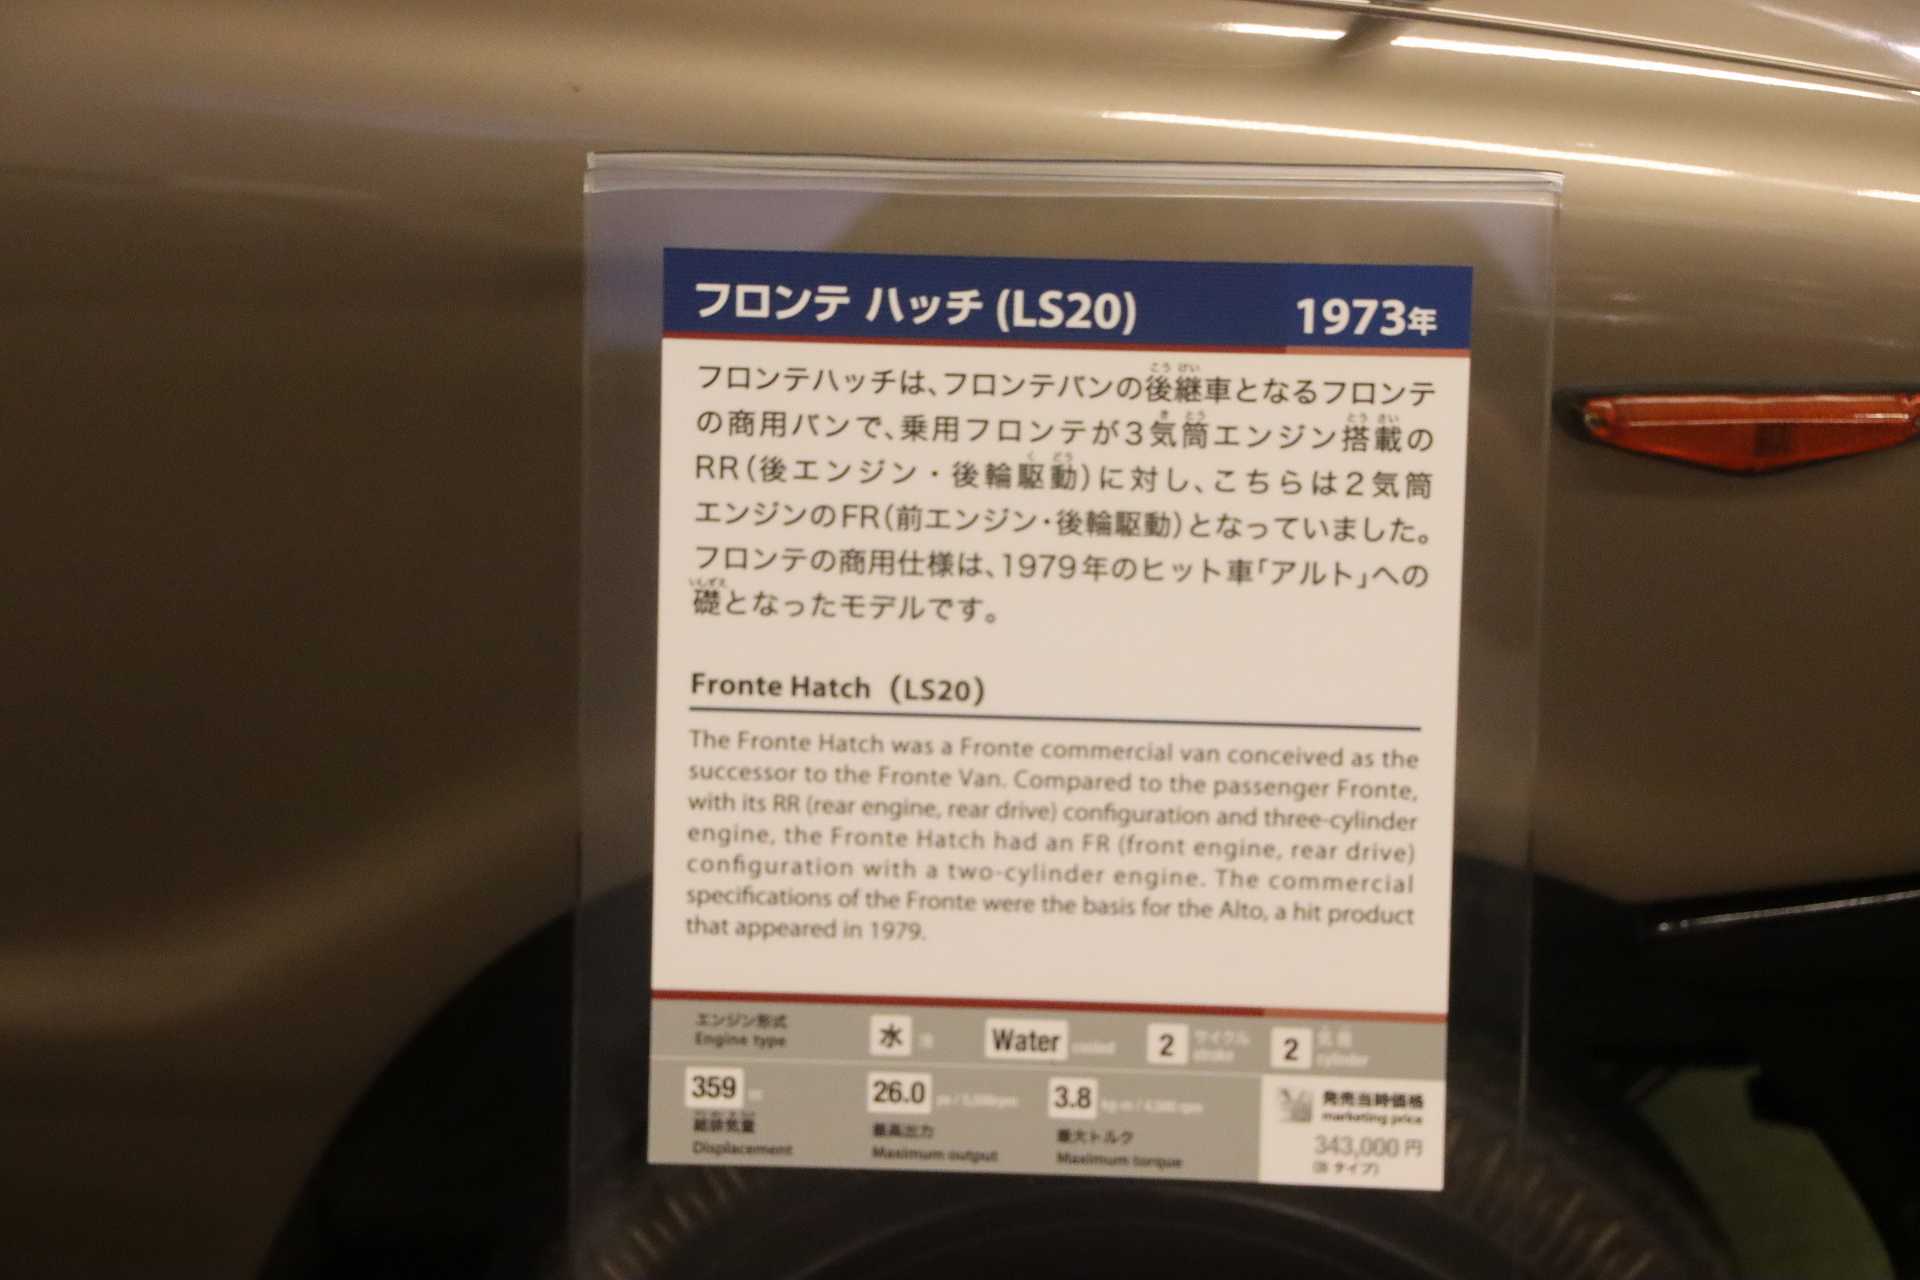 フロンテ ハッチ (LS20) 1973年
フロンテハッチは、フロンテバンの後継車となるフロンテ
の商用バンで、乗用フロンテが3気筒エンジン搭載の
RR(後エンジン・後輪駆動)に対し、こちらは2気筒
エンジンのFR(前エンジン・後輪駆動)となっていました。
フロンテの商用仕様は、1979年のヒット車「アルト」への
礎となったモデルです。
Fronte Hatch (LS20)
The Fronte Hatch was a Fronte commercial van conceived as the
successor to the Fronte Van. Compared to the passenger Fronte,
with its RR (rear engine, rear drive) configuration and three-cylinder
engine, the Fronte Hatch had an FR (front engine, rear drive)
configuration with a two-cylinder engine. The commercial
specifications of the Fronte were the basis for the Alto, a hit product
that appeared in 1979.
エンジン形式 水 冷 Water cooled 2 サイクル 2 気筒
Engine type stroke cylinder
359 26.0 3.8 発売当時価格
marketing price
総排気量 最高出力 最大トルク 343,000円
Displacement Maximum output Maximum torque (B タイプ)